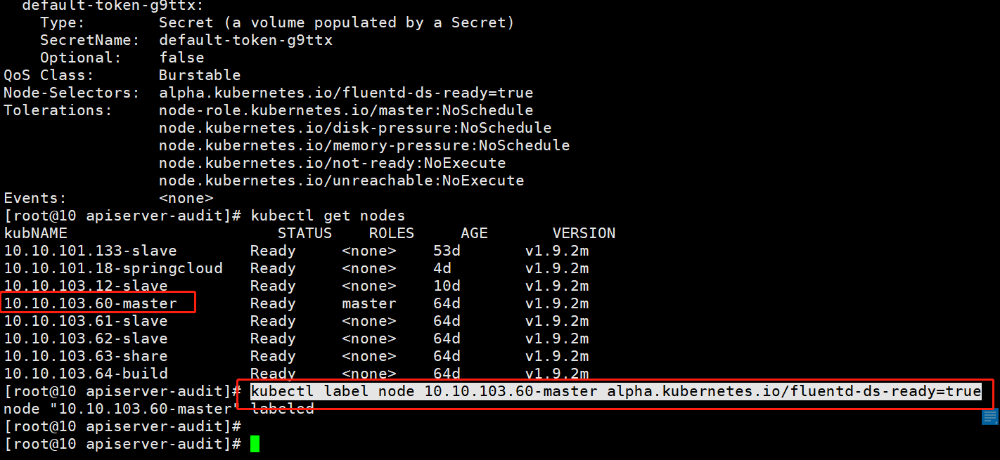 default-token-g9ttx:
Type: Secret (a volume populated by a Secret)
SecretName: default-token-g9ttx
Optional: false
QoS Class: Burstable
Node-Selectors: alpha.kubernetes.io/fluentd-ds-ready=true
Tolerations: node-role.kubernetes.io/master:NoSchedule
node.kubernetes.io/disk-pressure:NoSchedule
node.kubernetes.io/memory-pressure:NoSchedule
node.kubernetes.io/not-ready:NoExecute
node.kubernetes.io/unreachable:NoExecute
Events: <none>
[root@10 apiserver-audit]# kubectl get nodes
kubNAME STATUS ROLES AGE VERSION
10.10.101.133-slave Ready <none> 53d v1.9.2m
10.10.101.18-springcloud Ready <none> 4d v1.9.2m
10.10.103.12-slave Ready <none> 10d v1.9.2m
10.10.103.60-master Ready master 64d v1.9.2m
10.10.103.61-slave Ready <none> 64d v1.9.2m
10.10.103.62-slave Ready <none> 64d v1.9.2m
10.10.103.63-share Ready <none> 64d v1.9.2m
10.10.103.64-build Ready <none> 64d v1.9.2m
[root@10 apiserver-audit]# kubectl label node 10.10.103.60-master alpha.kubernetes.io/fluentd-ds-ready=true
node "10.10.103.60-master" labeled
[root@10 apiserver-audit]#
[root@10 apiserver-audit]#